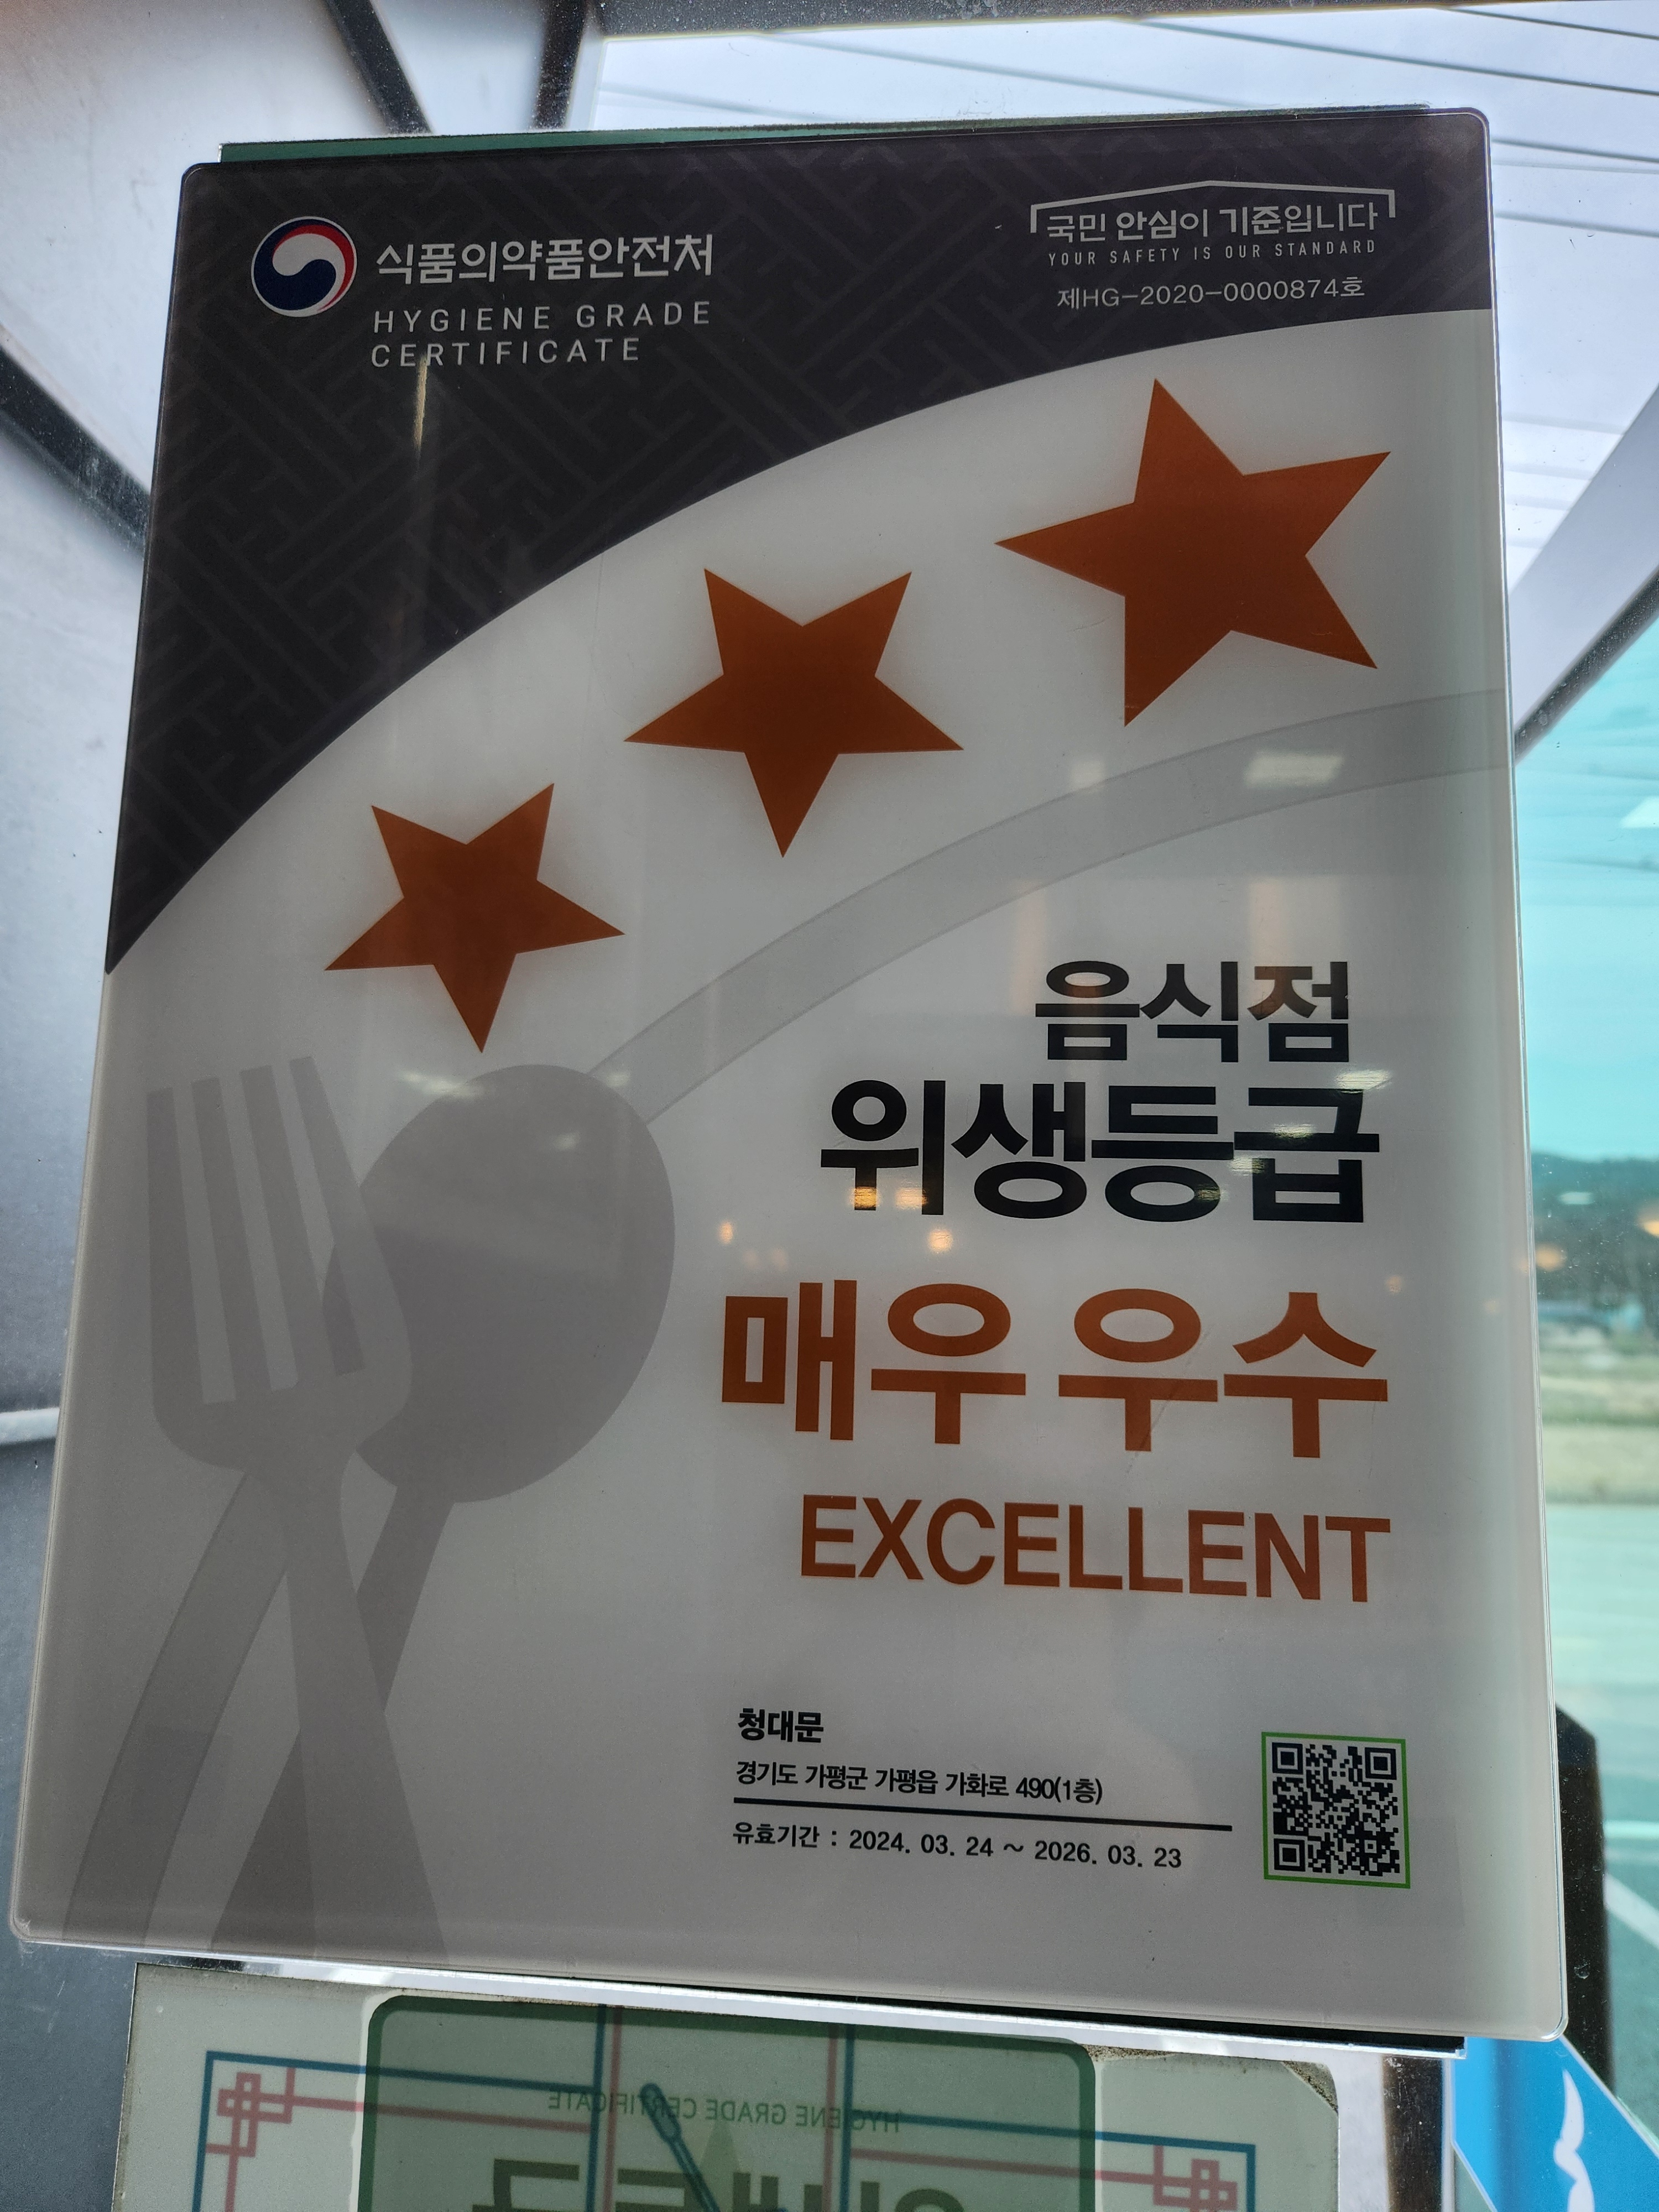 식품의약품안전처
HYGIENE GRADE
CERTIFICATE
국민 안심이 기준입니다
YOUR SAFETY IS OUR STANDARD
제HG-2020-0000874호
음식점
위생등급
매우 우수
EXCELLENT
청대문
경기도 가평군 가평읍 가화로 490(1층)
유효기간 : 2024. 03. 24 ~ 2026. 03. 23
HYGIENE GRADE CERTIFICATE